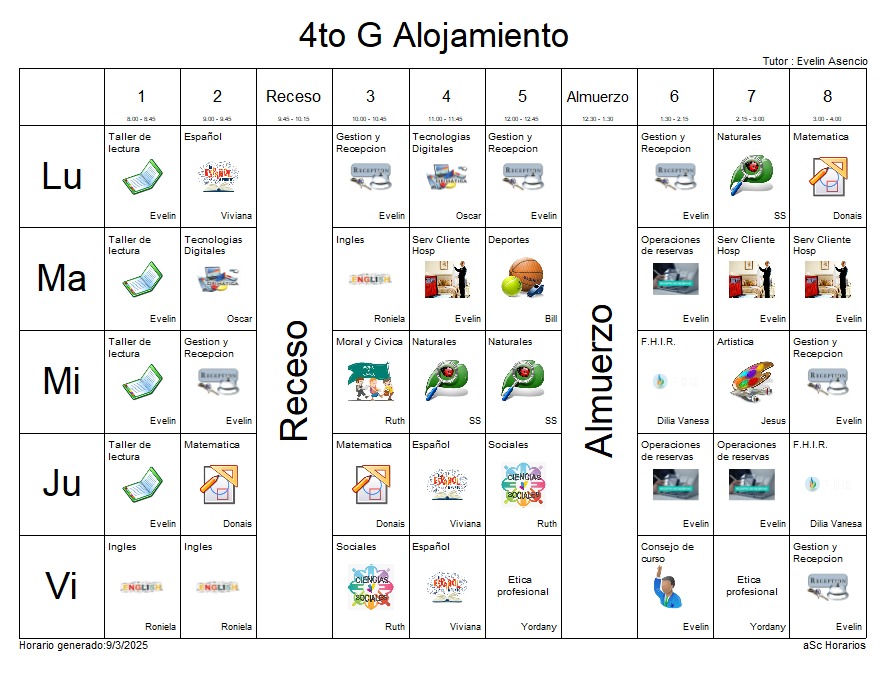 4to G Alojamiento
Tutor : Evelin Asencio
1 2 Receso 3 4 5 Almuerzo 6 7 8
8.00 - 8.45 9.00 - 9.45 9.45 - 10.15 10.00 - 10.45 11.00 - 11.45 12.00 - 12.45 12.30 - 1.30 1.30 - 2.15 2.15 - 3.00 3.00 - 4.00
Lu
Taller de
lectura
Evelin
Español
Viviana
Gestion y
Recepcion
RECEPTION
Evelin
Tecnologias
Digitales
Oscar
Gestion y
Recepcion
RECEPTION
Evelin
Gestion y
Recepcion
RECEPTION
Evelin
Naturales
SS
Matematica
Donais
Ma
Taller de
lectura
Evelin
Tecnologias
Digitales
Oscar
Ingles
ENGLISH
Roniela
Serv Cliente
Hosp
Evelin
Deportes
Bill
Operaciones
de reservas
Evelin
Serv Cliente
Hosp
Evelin
Serv Cliente
Hosp
Evelin
Mi
Taller de
lectura
Evelin
Gestion y
Recepcion
RECEPTION
Evelin
Moral y Civica
Ruth
Naturales
SS
Naturales
SS
F.H.I.R.
Dilia Vanesa
Artistica
Jesus
Gestion y
Recepcion
RECEPTION
Evelin
Ju
Taller de
lectura
Evelin
Matematica
Donais
Matematica
Donais
Español
Viviana
Sociales
CIENCIAS
SOCIALES
Ruth
Operaciones
de reservas
Evelin
Operaciones
de reservas
Evelin
F.H.I.R.
Dilia Vanesa
Vi
Ingles
ENGLISH
Roniela
Ingles
ENGLISH
Roniela
Sociales
CIENCIAS
SOCIALES
Ruth
Español
Viviana
Etica
profesional
Yordany
Consejo de
curso
Evelin
Etica
profesional
Yordany
Gestion y
Recepcion
RECEPTION
Evelin
Receso
Almuerzo
Horario generado:9/3/2025
aSc Horarios